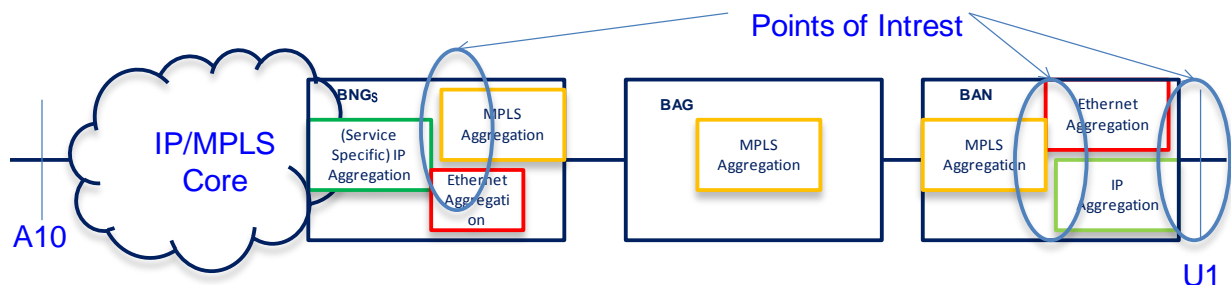 Points of Intrest
BNGs
MPLS
Aggregation
(Service
Specific) IP
Aggregation
Ethernet
Aggregati
on
IP/MPLS
Core
A10
BAG
MPLS
Aggregation
BAN
Ethernet
Aggregation
MPLS
Aggregation
IP
Aggregation
U1